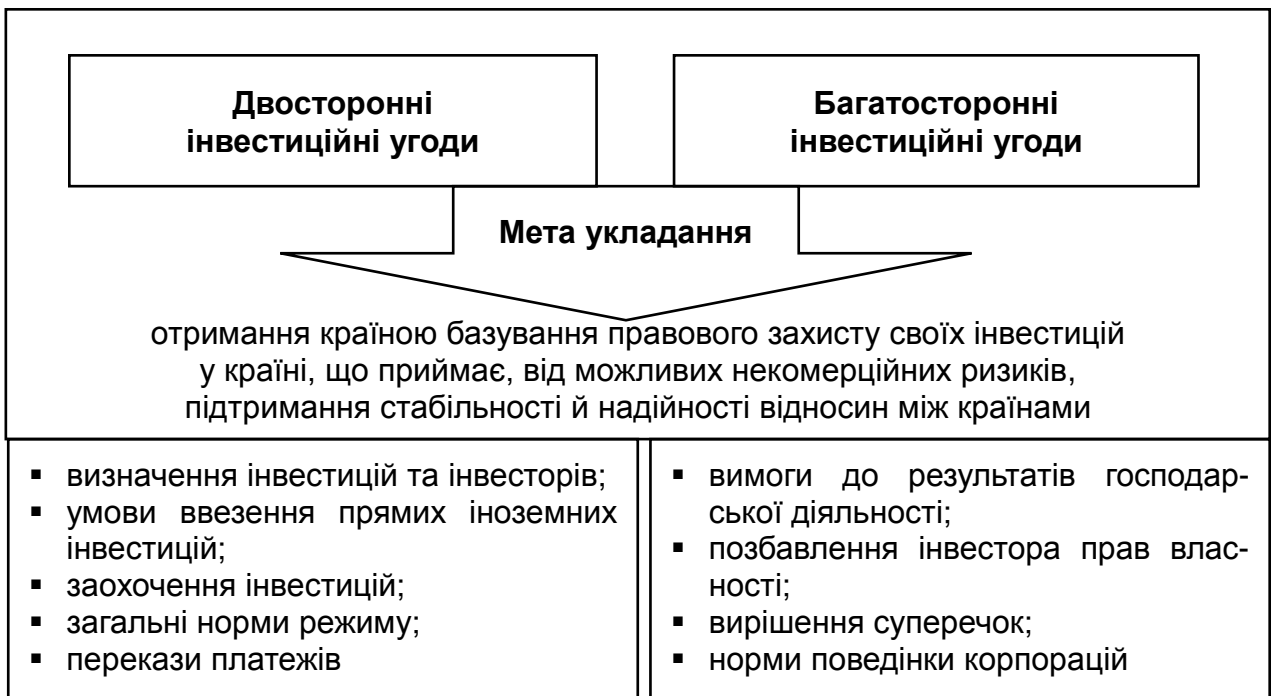 Двосторонні
інвестиційні угоди
Багатосторонні
інвестиційні угоди
Мета укладання
отримання країною базування правового захисту своїх інвестицій
у країні, що приймає, від можливих некомерційних ризиків,
підтримання стабільності й надійності відносин між країнами
▪ визначення інвестицій та інвесторів;
▪ умови ввезення прямих іноземних
інвестицій;
▪ заохочення інвестицій;
▪ загальні норми режиму;
▪ перекази платежів
▪ вимоги до результатів господар-
ської діяльності;
▪ позбавлення інвестора прав влас-
ності;
▪ вирішення суперечок;
▪ норми поведінки корпорацій